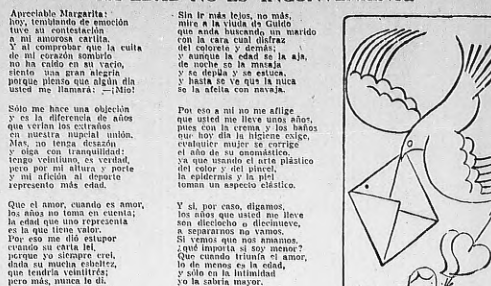 Apreciable Margarita:
hoy, temblando de emoción
tuve su contestación
a mi amorosa cartita.
Y al comprobar que la cuita
de mi corazón sombrío
no ha caído en su vacío,
siento una gran alegría
porque pienso que algún día
usted me llamará: —¡Mío!
Sólo me hace una objeción
y es la diferencia de años
que verían los extraños
en nuestra nupcial unión.
Mas, no tenga desazón
y oiga con tranquilidad:
tengo veintiuno, es verdad,
pero por mi altura y porte
y mi afición al deporte
represento más edad.
Que el amor, cuando es amor,
los años no toma en cuenta;
la edad que uno representa
es la que tiene valor.
Por eso me dió estupor
cuando su carta leí,
porque yo siempre creí,
dada su mucha esbeltez,
que tendría veintitrés;
pero más, nunca lo di.
Sin ir más lejos, no más,
mire a la viuda de Guido
que anda buscando un marido
con la cara cual disfraz
del colorete y demás;
y aunque la edad se la aja,
de noche se la masaja
y se depila y se estuca,
y hasta se ve que la nuca
se la afeita con navaja.
Por eso a mí no me aflige
que usted me lleve unos años,
pues con la crema y los baños
que hoy día la higiene exige,
cualquier mujer se corrige
el año de su onomástico,
ya que usando el arte plástico
del color y del pincel,
la epidermis y la piel
toman un aspecto elástico.
Y si, por caso, digamos,
los años que usted me lleve
son dieciocho o diecinueve,
a separarnos no vamos.
Si vemos que nos amamos,
¿qué importa si soy menor?
Que cuando triunfa el amor,
lo de menos es la edad,
y sólo en la intimidad
yo la sabría mayor.